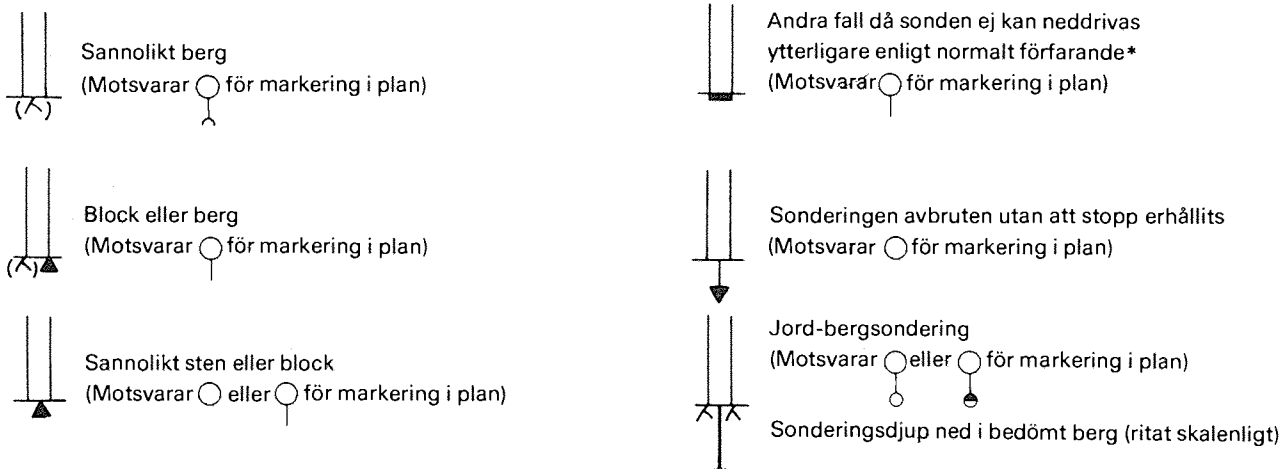 Sannolikt berg
(Motsvarar för markering i plan)
Block eller berg
(Motsvarar för markering i plan)
Sannolikt sten eller block
(Motsvarar eller för markering i plan)
Andra fall då sonden ej kan neddrivas
ytterligare enligt normalt förfarande*
(Motsvarar för markering i plan)
Sonderingen avbruten utan att stopp erhållits
(Motsvarar för markering i plan)
Jord-bergsondering
(Motsvarar eller för markering i plan)
Sonderingsdjup ned i bedömt berg (ritat skalenligt)